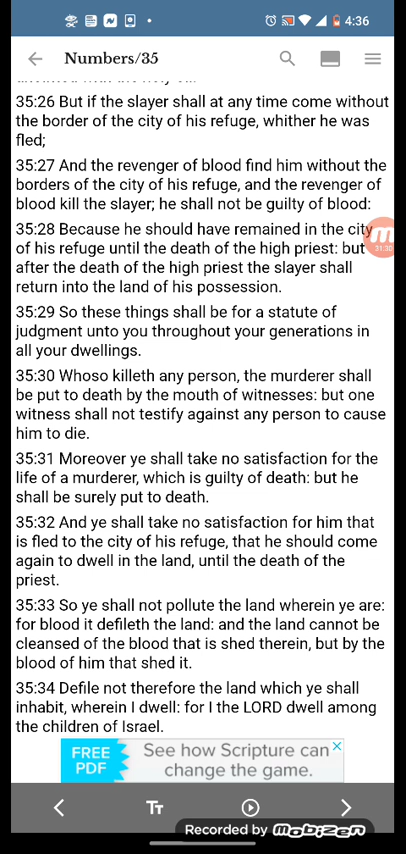 4:36
Numbers/35
35:26 But if the slayer shall at any time come without
the border of the city of his refuge, whither he was
fled;
35:27 And the revenger of blood find him without the
borders of the city of his refuge, and the revenger of
blood kill the slayer; he shall not be guilty of blood:
35:28 Because he should have remained in the city
of his refuge until the death of the high priest: but
after the death of the high priest the slayer shall
return into the land of his possession.
m
31:30
35:29 So these things shall be for a statute of
judgment unto you throughout your generations in
all your dwellings.
35:30 Whoso killeth any person, the murderer shall
be put to death by the mouth of witnesses: but one
witness shall not testify against any person to cause
him to die.
35:31 Moreover ye shall take no satisfaction for the
life of a murderer, which is guilty of death: but he
shall be surely put to death.
35:32 And ye shall take no satisfaction for him that
is fled to the city of his refuge, that he should come
again to dwell in the land, until the death of the
priest.
35:33 So ye shall not pollute the land wherein ye are:
for blood it defileth the land: and the land cannot be
cleansed of the blood that is shed therein, but by the
blood of him that shed it.
35:34 Defile not therefore the land which ye shall
inhabit, wherein I dwell: for I the LORD dwell among
the children of Israel.
FREE
PDF
See how Scripture can
change the game.
TT
Recorded by mobizen